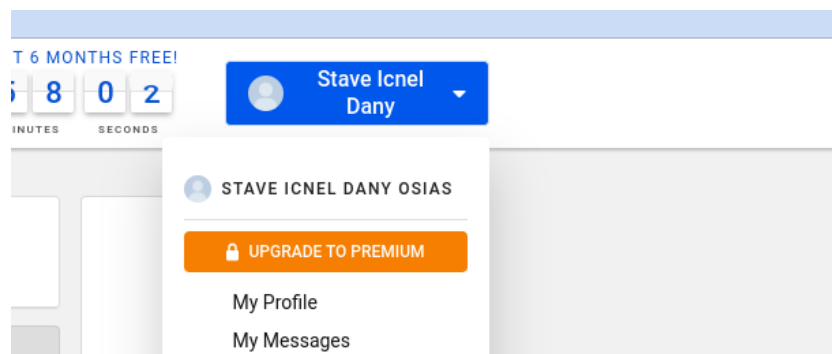 T 6 MONTHS FREE!
8 0 2
INUTES SECONDS
Stave Icnel
Dany
STAVE ICNEL DANY OSIAS
UPGRADE TO PREMIUM
My Profile
My Messages